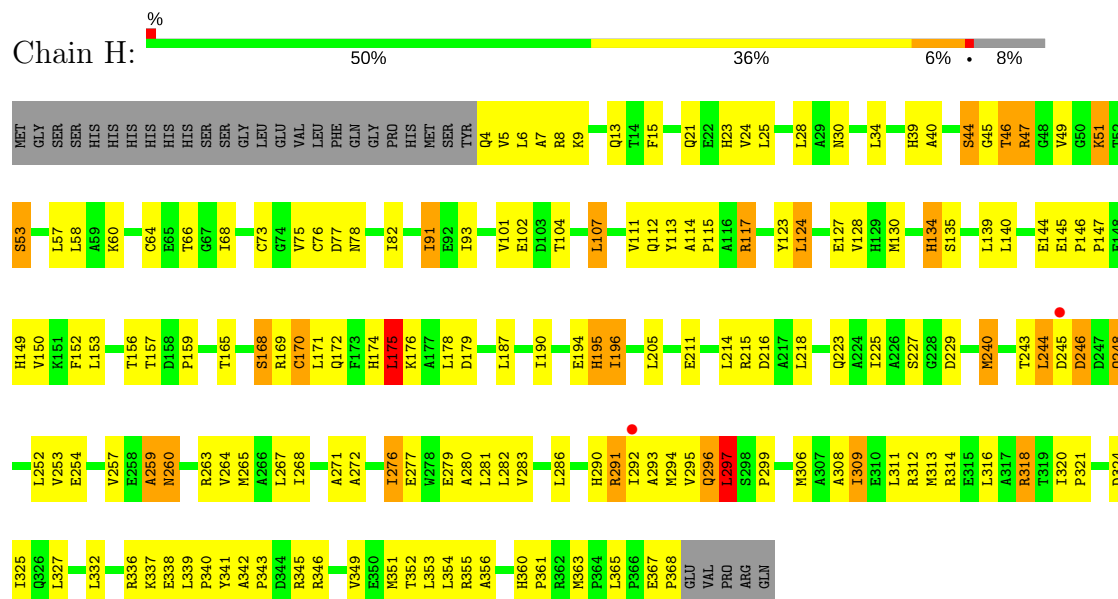 %
Chain H:
50% 36% 6% • 8%
MET GLY SER SER HIS HIS HIS HIS HIS HIS SER SER GLY LEU GLU VAL LEU PHE GLN GLY PRO HIS MET SER TYR Q4 V5 L6 A7 R8 K9 Q13 T14 F15 Q21 E22 H23 V24 L25 L28 A29 N30 L34 H39 A40 S44 G45 T46 R47 G48 V49 G50 K51 T52
S53 L57 L58 A59 K60 C64 E65 T66 G67 I68 C73 G74 V75 C76 D77 N78 I82 I91 E92 I93 V101 E102 D103 T104 L107 V111 Q112 Y113 A114 P115 A116 R117 Y123 L124 E127 V128 H129 M130 H134 S135 L139 L140 E144 E145 P146 P147 E148
H149 V150 K151 F152 L153 T156 T157 D158 P159 T165 S168 R169 C170 L171 Q172 F173 H174 L175 K176 A177 L178 D179 L187 I190 E194 H195 I196 L205 E211 L214 R215 D216 A217 L218 Q223 A224 I225 A226 S227 G228 D229 M240 T243 L244 D245 D246 D247 Q248
L252 V253 E254 V257 E258 A259 N260 R263 V264 M265 A266 L267 I268 A271 A272 I276 E277 W278 E279 A280 L281 L282 V283 L286 H290 R291 I292 A293 M294 V295 Q296 L297 S298 P299 M306 A307 A308 I309 E310 L311 R312 M313 R314 E315 L316 A317 R318 T319 I320 P321 D324
I325 Q326 L327 L332 R336 K337 E338 L339 P340 Y341 A342 P343 D344 R345 R346 V349 E350 M351 T352 L353 L354 R355 A356 H360 P361 R362 M363 P364 L365 P366 E367 P368 GLU VAL PRO ARG GLN